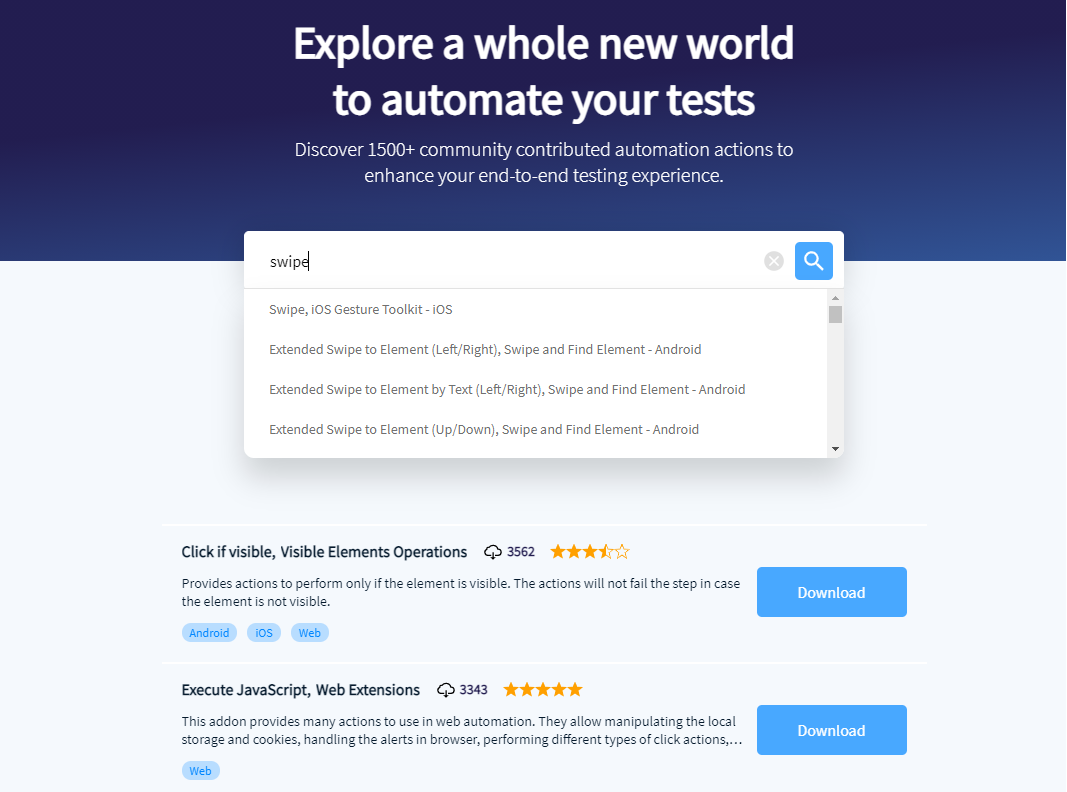 Explore a whole new world
to automate your tests
Discover 1500+ community contributed automation actions to
enhance your end-to-end testing experience.
swipe
Swipe, iOS Gesture Toolkit - iOS
Extended Swipe to Element (Left/Right), Swipe and Find Element - Android
Extended Swipe to Element by Text (Left/Right), Swipe and Find Element - Android
Extended Swipe to Element (Up/Down), Swipe and Find Element - Android
Click if visible, Visible Elements Operations 3562
Provides actions to perform only if the element is visible. The actions will not fail the step in case
the element is not visible.
Download
Android iOS Web
Execute JavaScript, Web Extensions 3343
This addon provides many actions to use in web automation. They allow manipulating the local
storage and cookies, handling the alerts in browser, performing different types of click actions,...
Download
Web